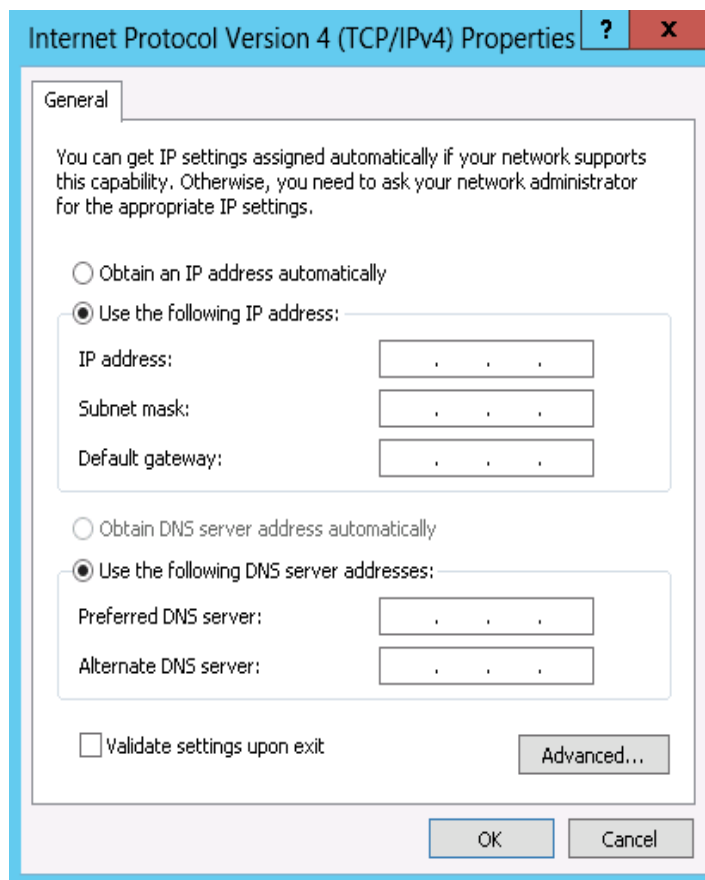 Internet Protocol Version 4 (TCP/IPv4) Properties ? x
General
You can get IP settings assigned automatically if your network supports
this capability. Otherwise, you need to ask your network administrator
for the appropriate IP settings.
Obtain an IP address automatically
Use the following IP address:
IP address: . . .
Subnet mask: . . .
Default gateway: . . .
Obtain DNS server address automatically
Use the following DNS server addresses:
Preferred DNS server: . . .
Alternate DNS server: . . .
Validate settings upon exit
Advanced...
OK Cancel